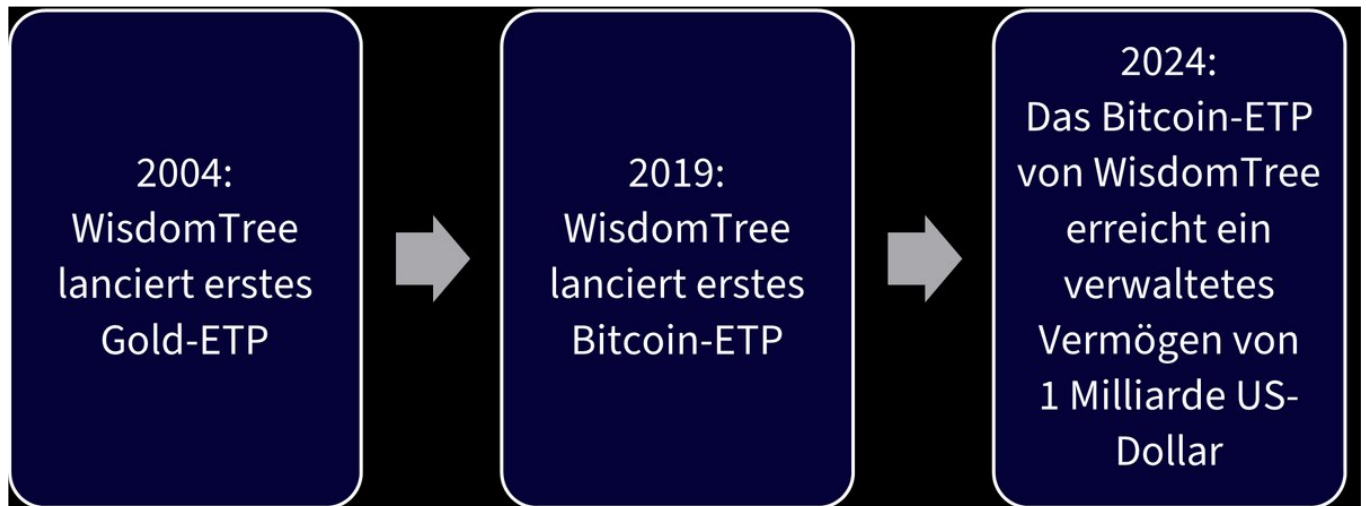 2004:
WisdomTree
lanciert erstes
Gold-ETP
2019:
WisdomTree
lanciert erstes
Bitcoin-ETP
2024:
Das Bitcoin-ETP
von WisdomTree
erreicht ein
verwaltetes
Vermögen von
1 Milliarde US-
Dollar